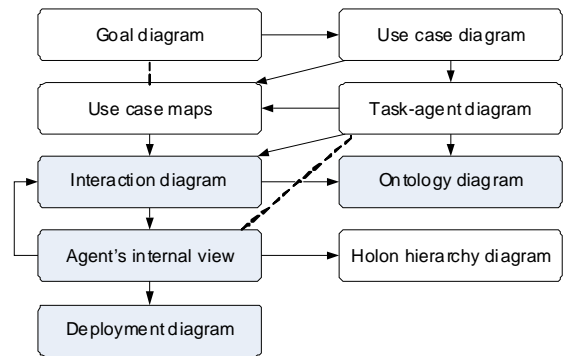 Goal diagram
Use case diagram
Use case maps
Task-agent diagram
Interaction diagram
Ontology diagram
Agent's internal view
Holon hierarchy diagram
Deployment diagram